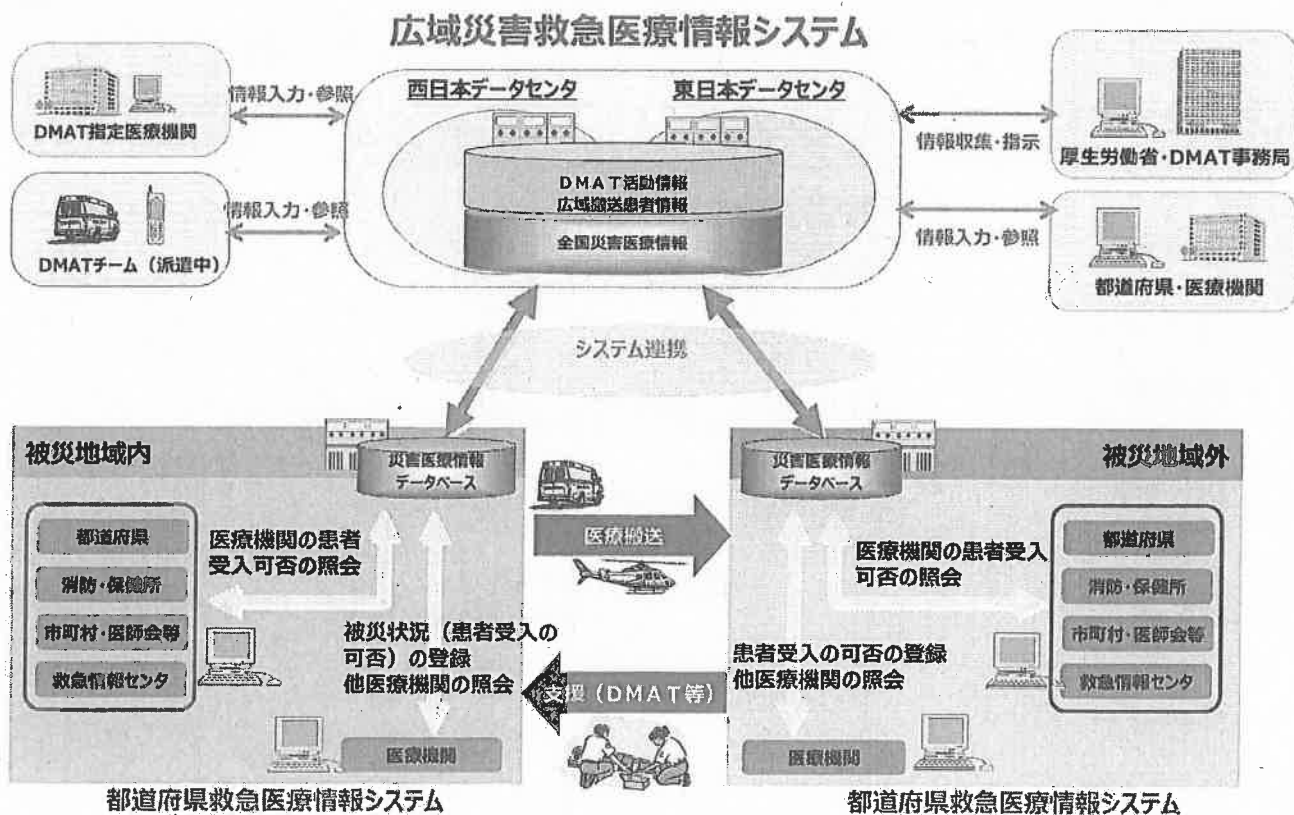 広域災害救急医療情報システム
西日本データセンタ
東日本データセンタ
DMAT指定医療機関
情報入力・参照
DMATチーム（派遣中）
情報入力・参照
DMAT活動情報
広域搬送患者情報
全国災害医療情報
情報収集・指示
厚生労働省・DMAT事務局
情報入力・参照
都道府県・医療機関
システム連携
被災地域内
災害医療情報
データベース
都道府県
消防・保健所
市町村・医師会等
救急情報センタ
医療機関の患者
受入可否の照会
被災状況（患者受入の
可否）の登録
他医療機関の照会
医療機関
都道府県救急医療情報システム
医療搬送
支援（DMAT等）
被災地域外
災害医療情報
データベース
医療機関の患者受入
可否の照会
患者受入の可否の登録
他医療機関の照会
都道府県
消防・保健所
市町村・医師会等
救急情報センタ
医療機関
都道府県救急医療情報システム